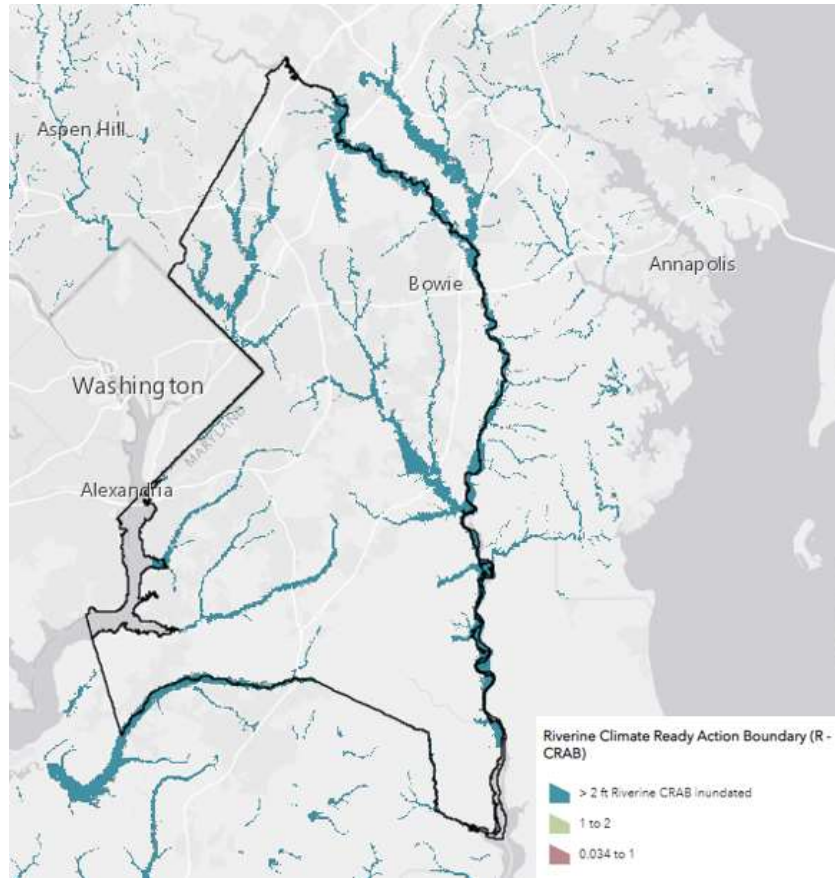 Aspen Hill
Annapolis
Bowie
Washington
MARYLAND
Alexandria
Riverine Climate Ready Action Boundary (R -
CRAB)
> 2 ft Riverine CRAB inundated
1 to 2
0.034 to 1